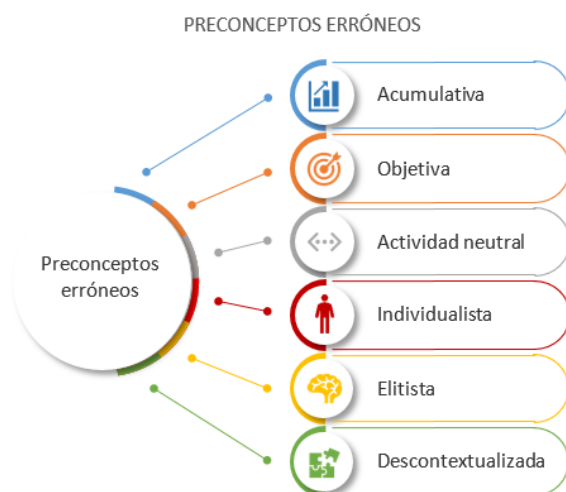 PRECONCEPTOS ERRÓNEOS
Preconceptos
erróneos
Acumulativa
Objetiva
Actividad neutral
Individualista
Elitista
Descontextualizada